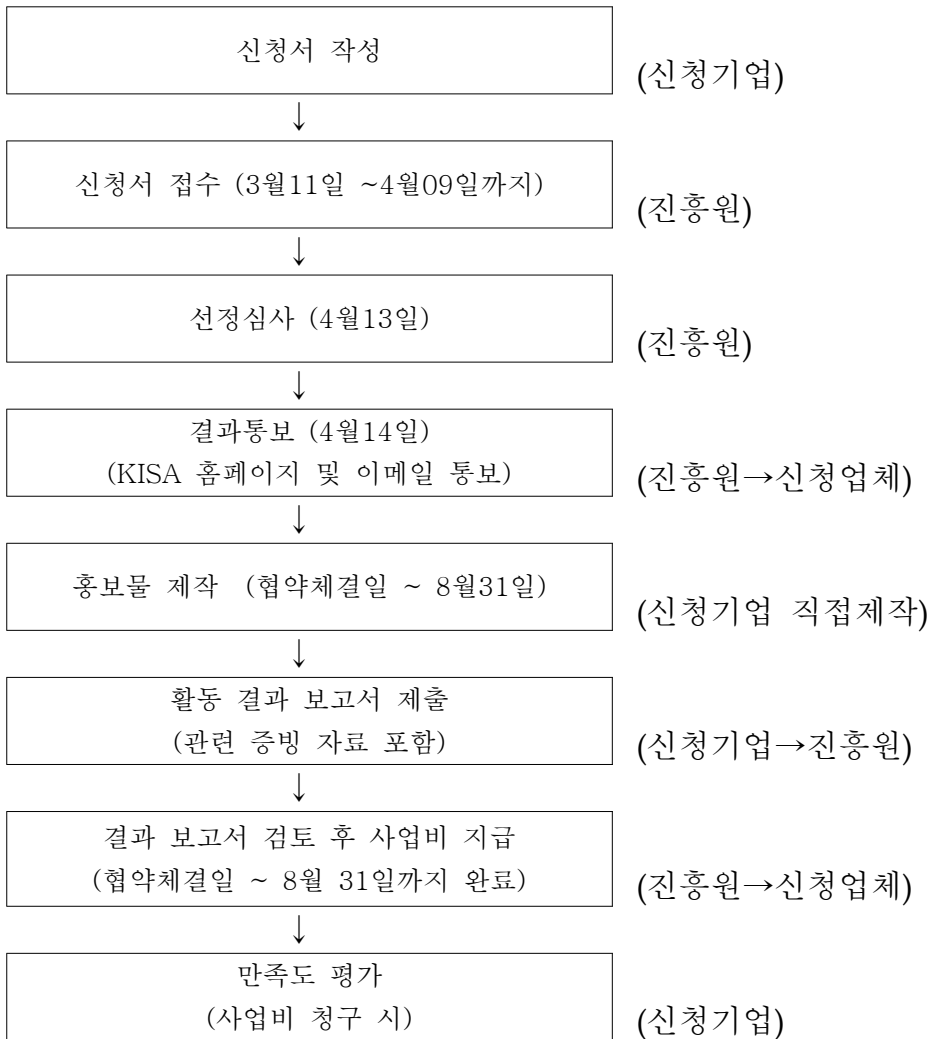 신청서 작성
(신청기업)
↓
신청서 접수 (3월11일 ~4월09일까지)
(진흥원)
↓
선정심사 (4월13일)
(진흥원)
↓
결과통보 (4월14일)
(KISA 홈페이지 및 이메일 통보)
(진흥원→신청업체)
↓
홍보물 제작 (협약체결일 ~ 8월31일)
(신청기업 직접제작)
↓
활동 결과 보고서 제출
(관련 증빙 자료 포함)
(신청기업→진흥원)
↓
결과 보고서 검토 후 사업비 지급
(협약체결일 ~ 8월 31일까지 완료)
(진흥원→신청업체)
↓
만족도 평가
(사업비 청구 시)
(신청기업)